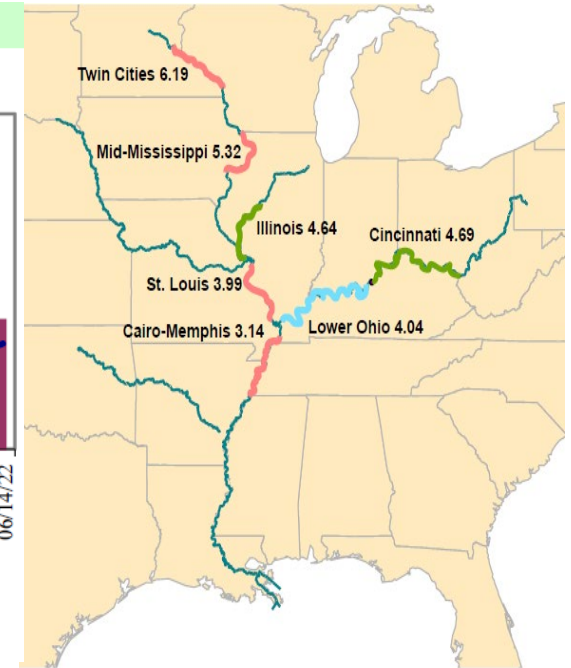 Twin Cities 6.19
Mid-Mississippi 5.32
Illinois 4.64
Cincinnati 4.69
St. Louis 3.99
Cairo-Memphis 3.14
Lower Ohio 4.04
06/14/22